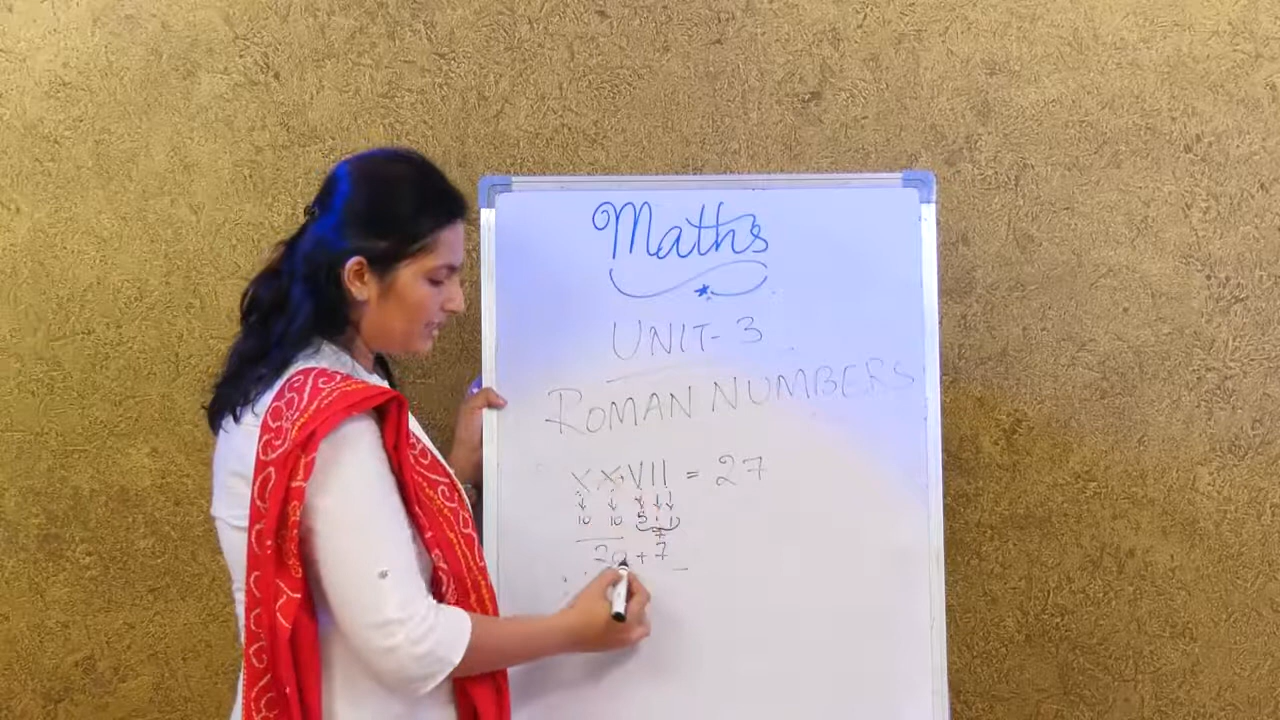 Maths
UNIT-3
ROMAN NUMBERS
XXVII = 27
10 10 5 1 1
20 + 7